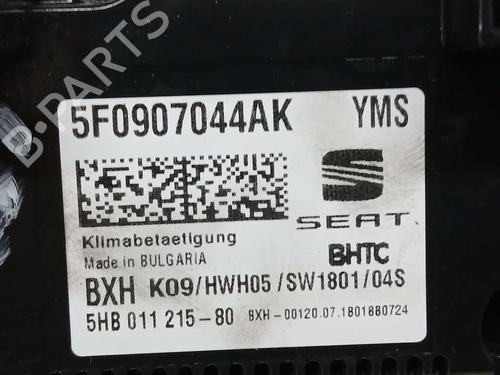 B-PARTS
5F0907044AK YMS
SEAT
Klimabetaetigung
Made in BULGARIA BHTC
BXH K09/HWH05/SW1801/04S
5HB 011 215-80 BXH-00120.07.1801880724